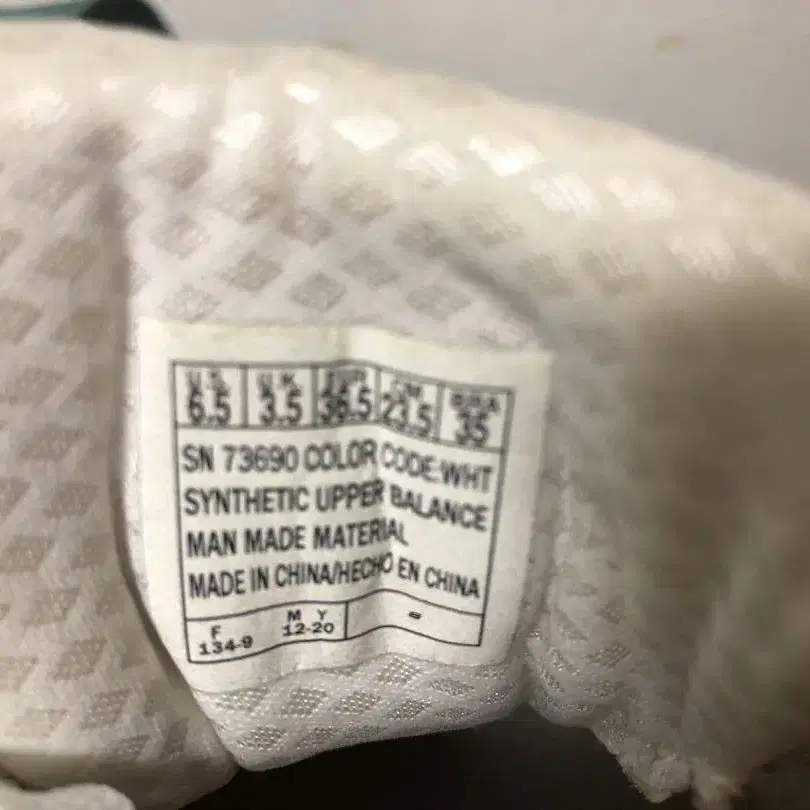 U.S. U.K. EUR CM BRA
6.5 3.5 36.5 23.5 35
SN 73690 COLOR CODE:WHT
SYNTHETIC UPPER BALANCE
MAN MADE MATERIAL
MADE IN CHINA/HECHO EN CHINA
F M Y
134-9 12-20